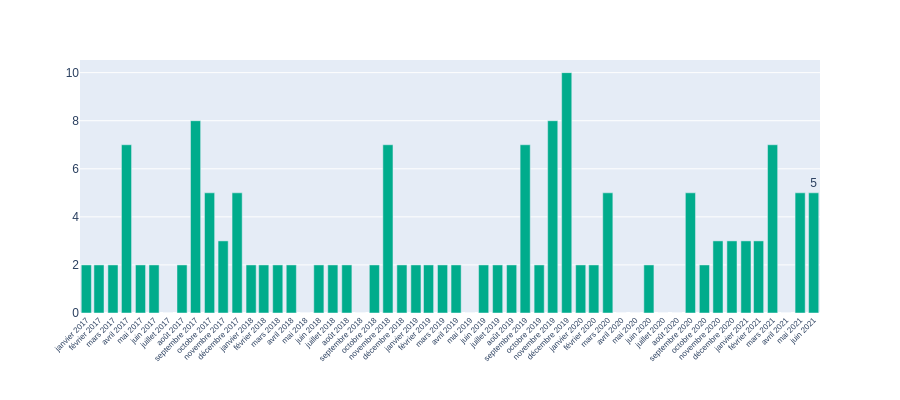 10
8
6
4
2
0
5
janvier 2017
février 2017
mars 2017
avril 2017
mai 2017
juin 2017
juillet 2017
août 2017
septembre 2017
octobre 2017
novembre 2017
décembre 2017
janvier 2018
février 2018
mars 2018
avril 2018
mai 2018
juin 2018
juillet 2018
août 2018
septembre 2018
octobre 2018
novembre 2018
décembre 2018
janvier 2019
février 2019
mars 2019
avril 2019
mai 2019
juin 2019
juillet 2019
août 2019
septembre 2019
octobre 2019
novembre 2019
décembre 2019
janvier 2020
février 2020
mars 2020
avril 2020
mai 2020
juin 2020
juillet 2020
août 2020
septembre 2020
octobre 2020
novembre 2020
décembre 2020
janvier 2021
février 2021
mars 2021
avril 2021
mai 2021
juin 2021